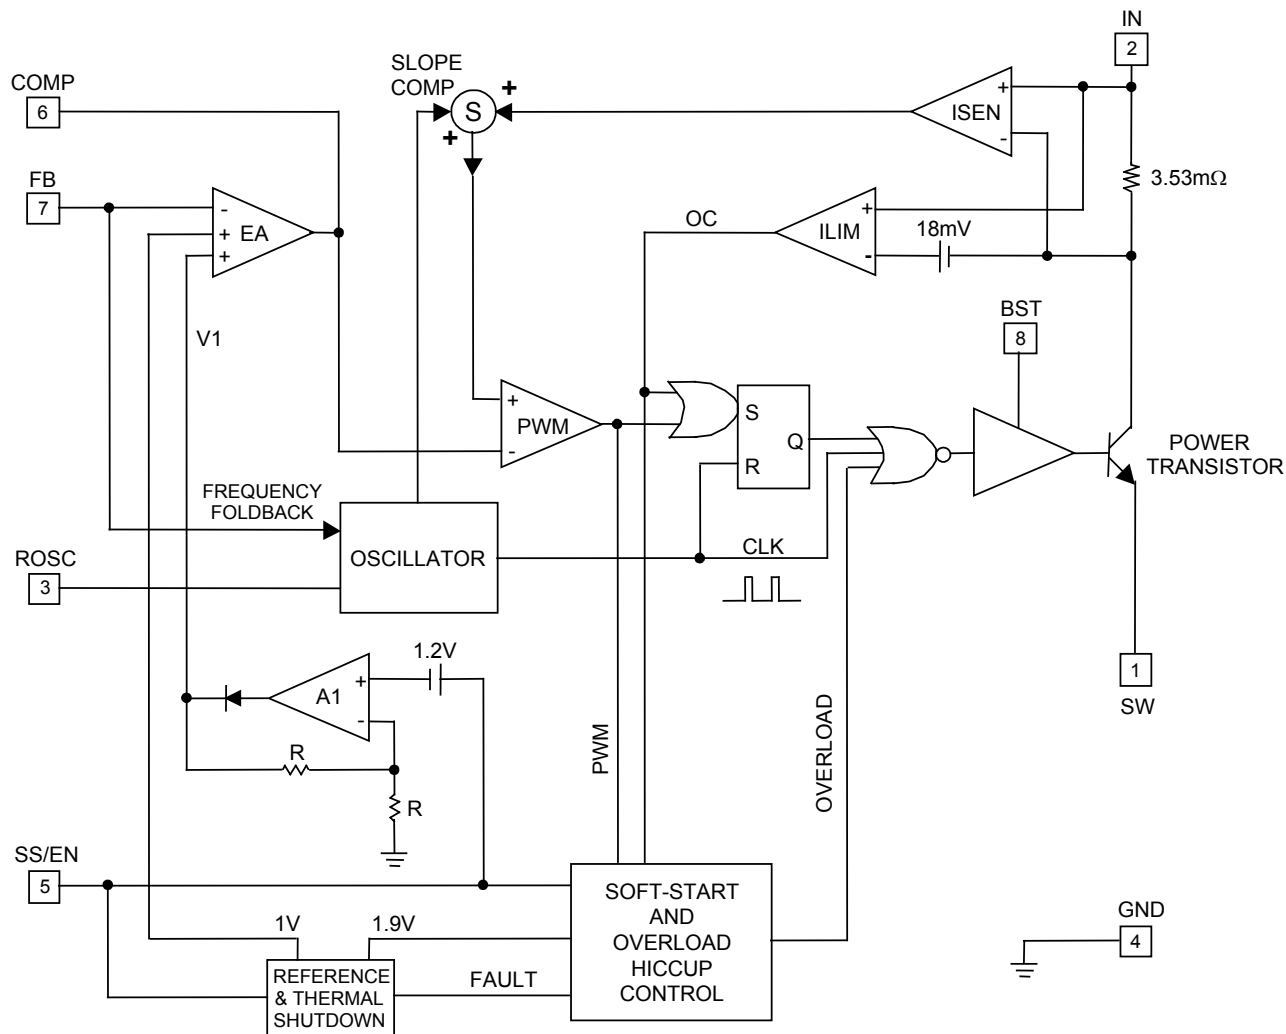 IN
2
SLOPE
COMP
+
+
S
COMP
6
ISEN
+
-
3.53mΩ
FB
7
-
+
+
EA
OC
ILIM
+
-
18mV
V1
BST
8
+
-
PWM
S
R
Q
POWER
TRANSISTOR
FREQUENCY
FOLDBACK
ROSC
3
OSCILLATOR
CLK
1.2V
A1
+
-
R
R
1
SW
PWM
OVERLOAD
SS/EN
5
1V
1.9V
REFERENCE
& THERMAL
SHUTDOWN
FAULT
SOFT-START
AND
OVERLOAD
HICCUP
CONTROL
GND
4